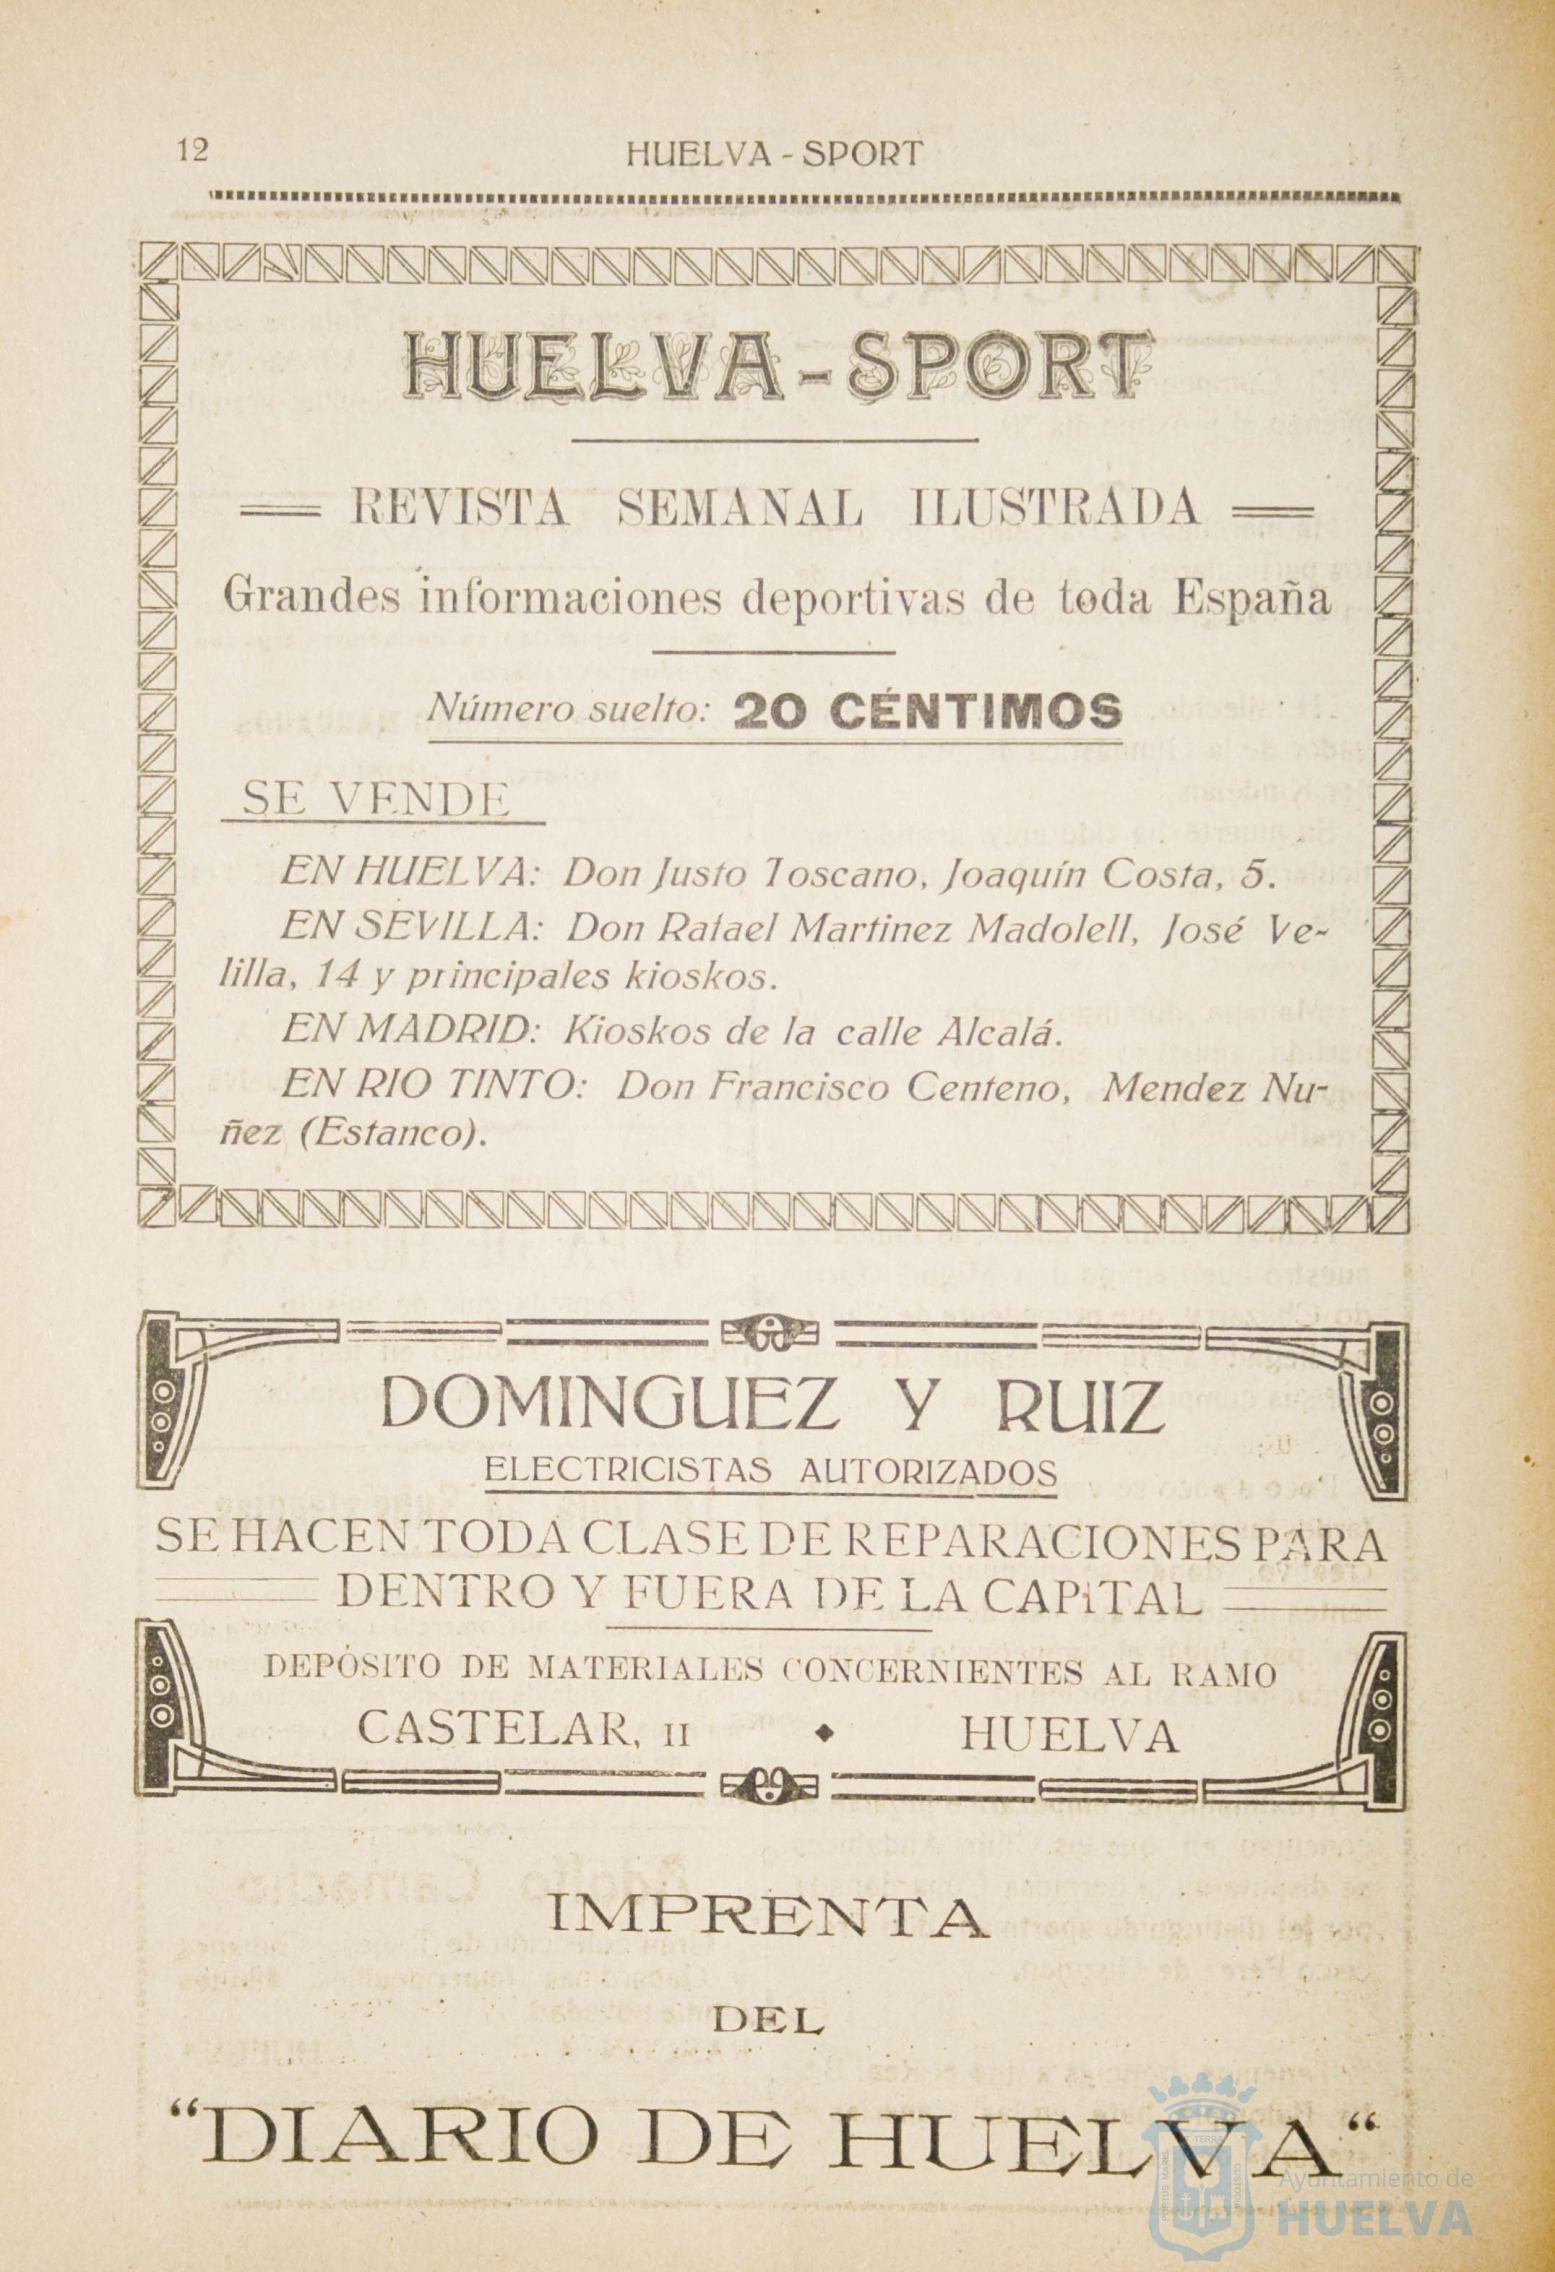 12
HUELVA - SPORT
HUELVA-SPORT
REVISTA SEMANAL ILUSTRADA
Grandes informaciones deportivas de toda España
Número suelto: 20 CÉNTIMOS
SE VENDE
EN HUELVA: Don Justo Toscano, Joaquín Costa, 5.
EN SEVILLA: Don Rafael Martinez Madolell, José Ve-
lilla, 14 y principales kioskos.
EN MADRID: Kioskos de la calle Alcalá.
EN RIO TINTO: Don Francisco Centeno, Mendez Nu-
ñez (Estanco).
DOMINGUEZ Y RUIZ
ELECTRICISTAS AUTORIZADOS
SE HACEN TODA CLASE DE REPARACIONES PARA
DENTRO Y FUERA DE LA CAPiTAL
DEPÓSITO DE MATERIALES CONCERNIENTES AL RAMO
CASTELAR, 11 ◆ HUELVA
IMPRENTA
DEL
“DIARIO DE HUELVA“
PORTUS MARIS
TERRÆ
CUSTODIA
Ayuntamiento de
HUELVA